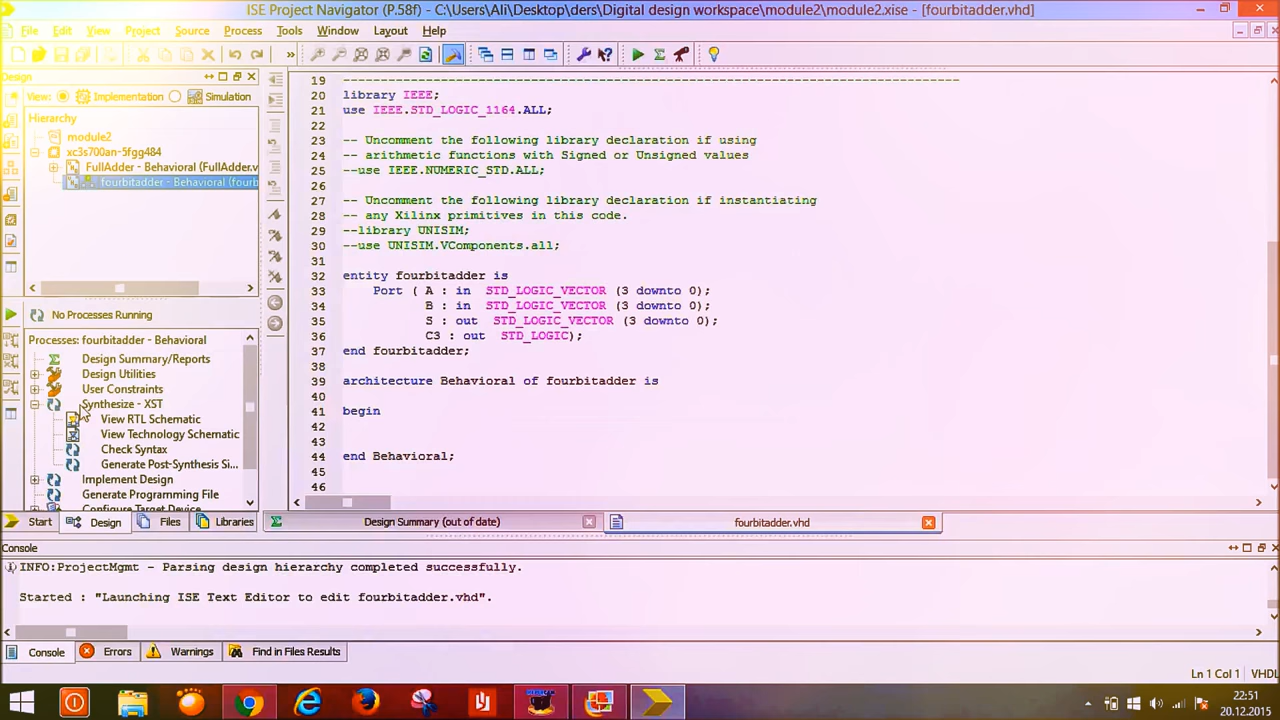 ISE Project Navigator (P.58f) - C:\Users\Ali\Desktop\ders\Digital design workspace\module2\module2.xise - [fourbitadder.vhd]
File Edit View Project Source Process Tools Window Layout Help
Design
View: Implementation Simulation
Hierarchy
module2
xc3s700an-5fgg484
FullAdder - Behavioral (FullAdder.v
fourbitadder - Behavioral (fourb
No Processes Running
Processes: fourbitadder - Behavioral
Design Summary/Reports
Design Utilities
User Constraints
Synthesize - XST
View RTL Schematic
View Technology Schematic
Check Syntax
Generate Post-Synthesis Si...
Implement Design
Generate Programming File
Configure Target Device
Start Design Files Libraries
19 ----------------------------------------------------------------------------------
20 library IEEE;
21 use IEEE.STD_LOGIC_1164.ALL;
22
23 -- Uncomment the following library declaration if using
24 -- arithmetic functions with Signed or Unsigned values
25 --use IEEE.NUMERIC_STD.ALL;
26
27 -- Uncomment the following library declaration if instantiating
28 -- any Xilinx primitives in this code.
29 --library UNISIM;
30 --use UNISIM.VComponents.all;
31
32 entity fourbitadder is
33 Port ( A : in STD_LOGIC_VECTOR (3 downto 0);
34 B : in STD_LOGIC_VECTOR (3 downto 0);
35 S : out STD_LOGIC_VECTOR (3 downto 0);
36 C3 : out STD_LOGIC);
37 end fourbitadder;
38
39 architecture Behavioral of fourbitadder is
40
41 begin
42
43
44 end Behavioral;
45
46
Design Summary (out of date) fourbitadder.vhd
Console
INFO:ProjectMgmt - Parsing design hierarchy completed successfully.
Started : "Launching ISE Text Editor to edit fourbitadder.vhd".
Console Errors Warnings Find in Files Results
Ln 1 Col 1 VHDL
22:51
20.12.2015